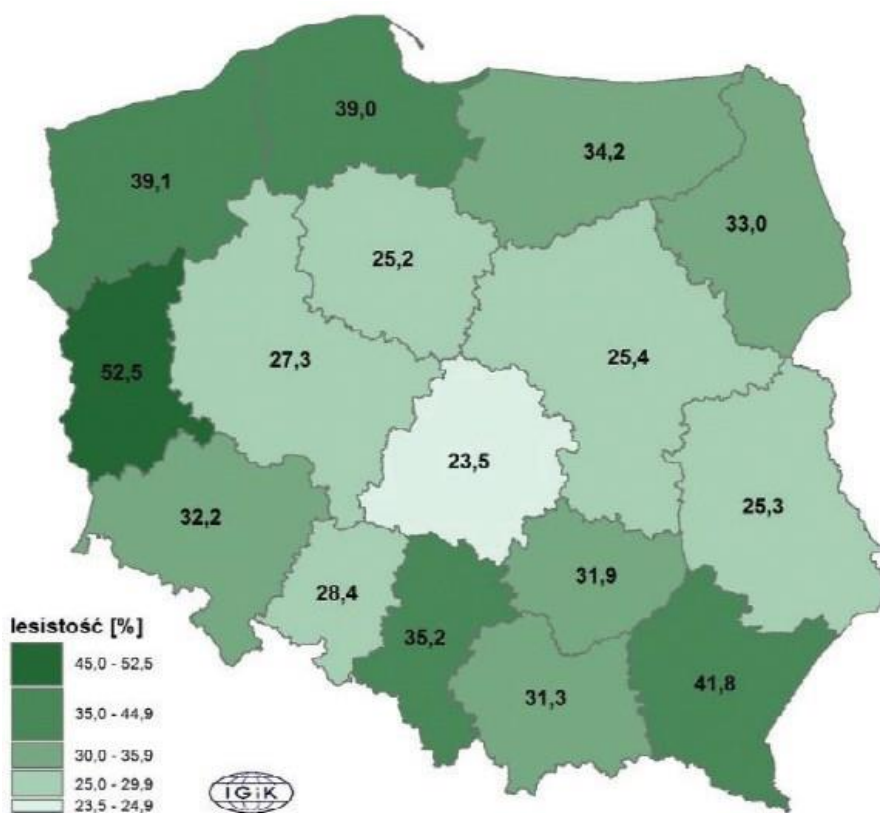 39,0
39,1
34,2
33,0
25,2
27,3
25,4
52,5
23,5
32,2
25,3
31,9
28,4
35,2
41,8
31,3
lesistość [%]
45,0 - 52,5
35,0 - 44,9
30,0 - 35,9
25,0 - 29,9
23,5 - 24,9
IGiK